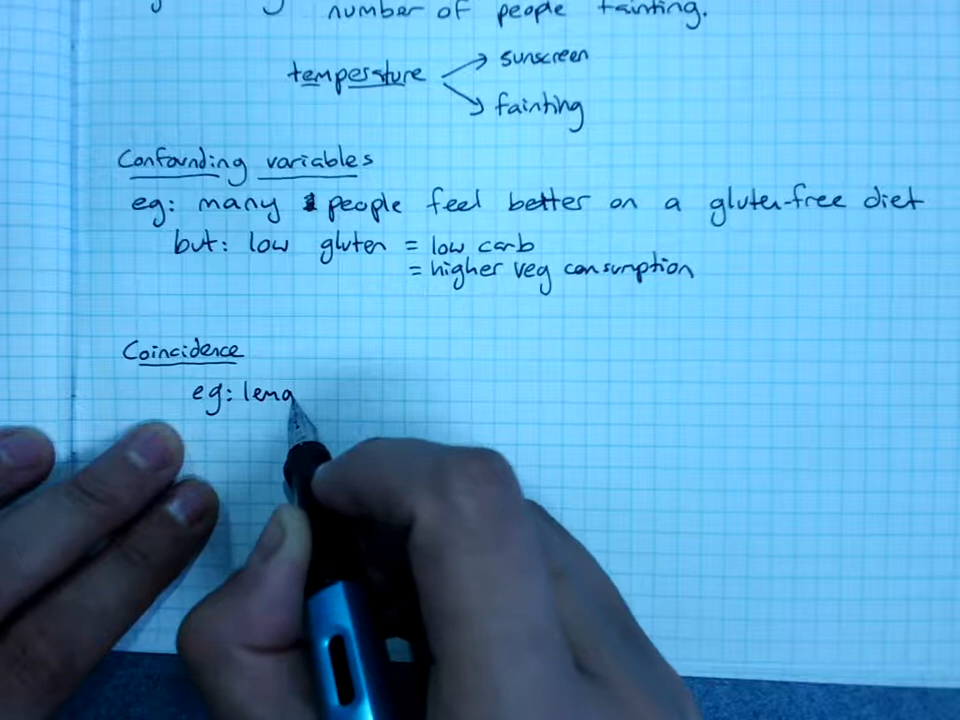 number of people fainting.
temperature → sunscreen
→ fainting
Confounding variables
eg: many people feel better on a gluten-free diet
but: low gluten = low carb
= higher veg consumption
Coincidence
eg: